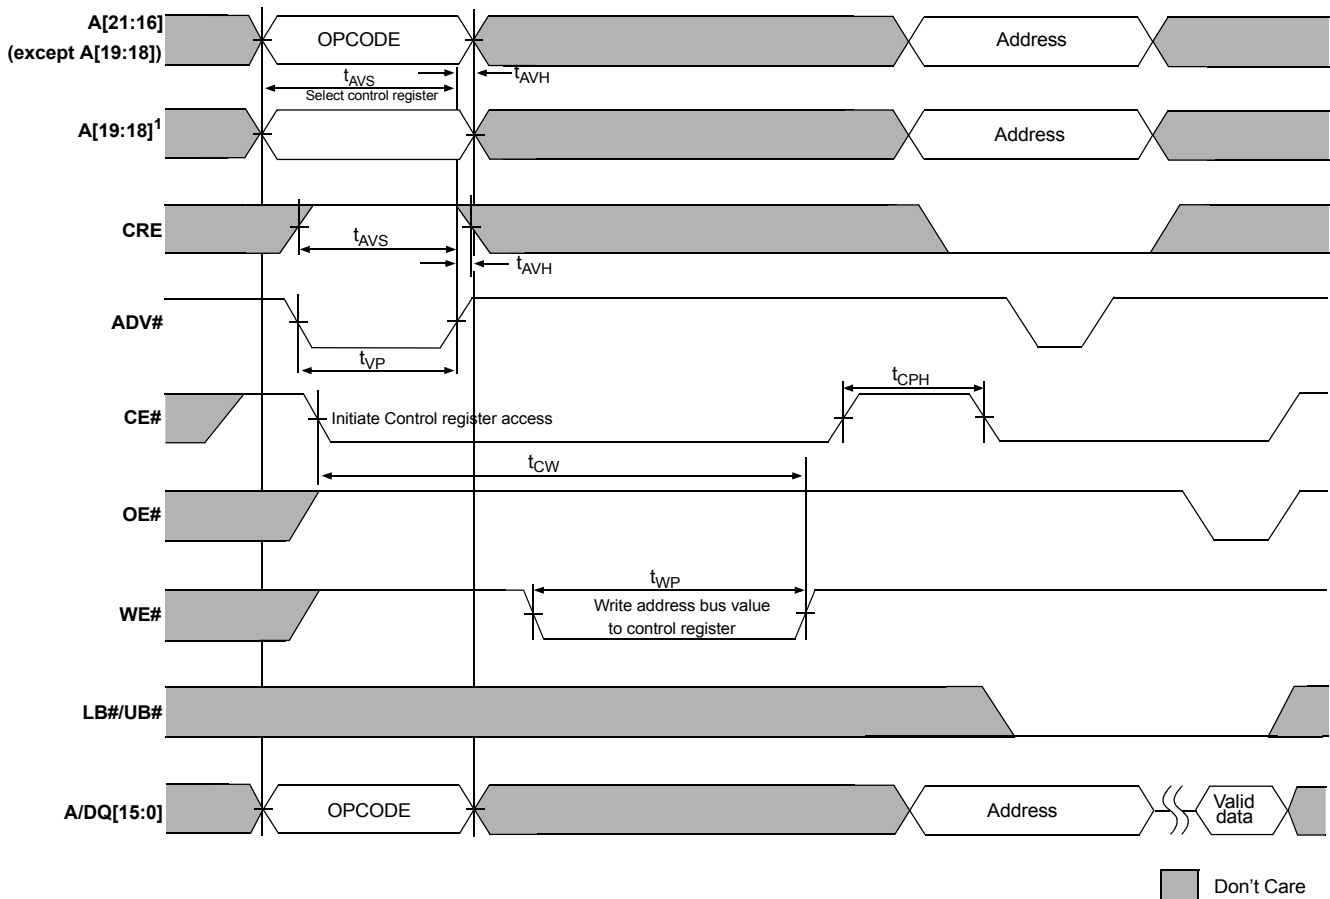 A[21:16]
(except A[19:18])
OPCODE
Address
tAVS
Select control register
tAVH
A[19:18]1
Address
CRE
tAVS
tAVH
ADV#
tVP
tCPH
CE#
Initiate Control register access
tCW
OE#
tWP
WE#
Write address bus value
to control register
LB#/UB#
A/DQ[15:0]
OPCODE
Address
Valid
data
Don't Care